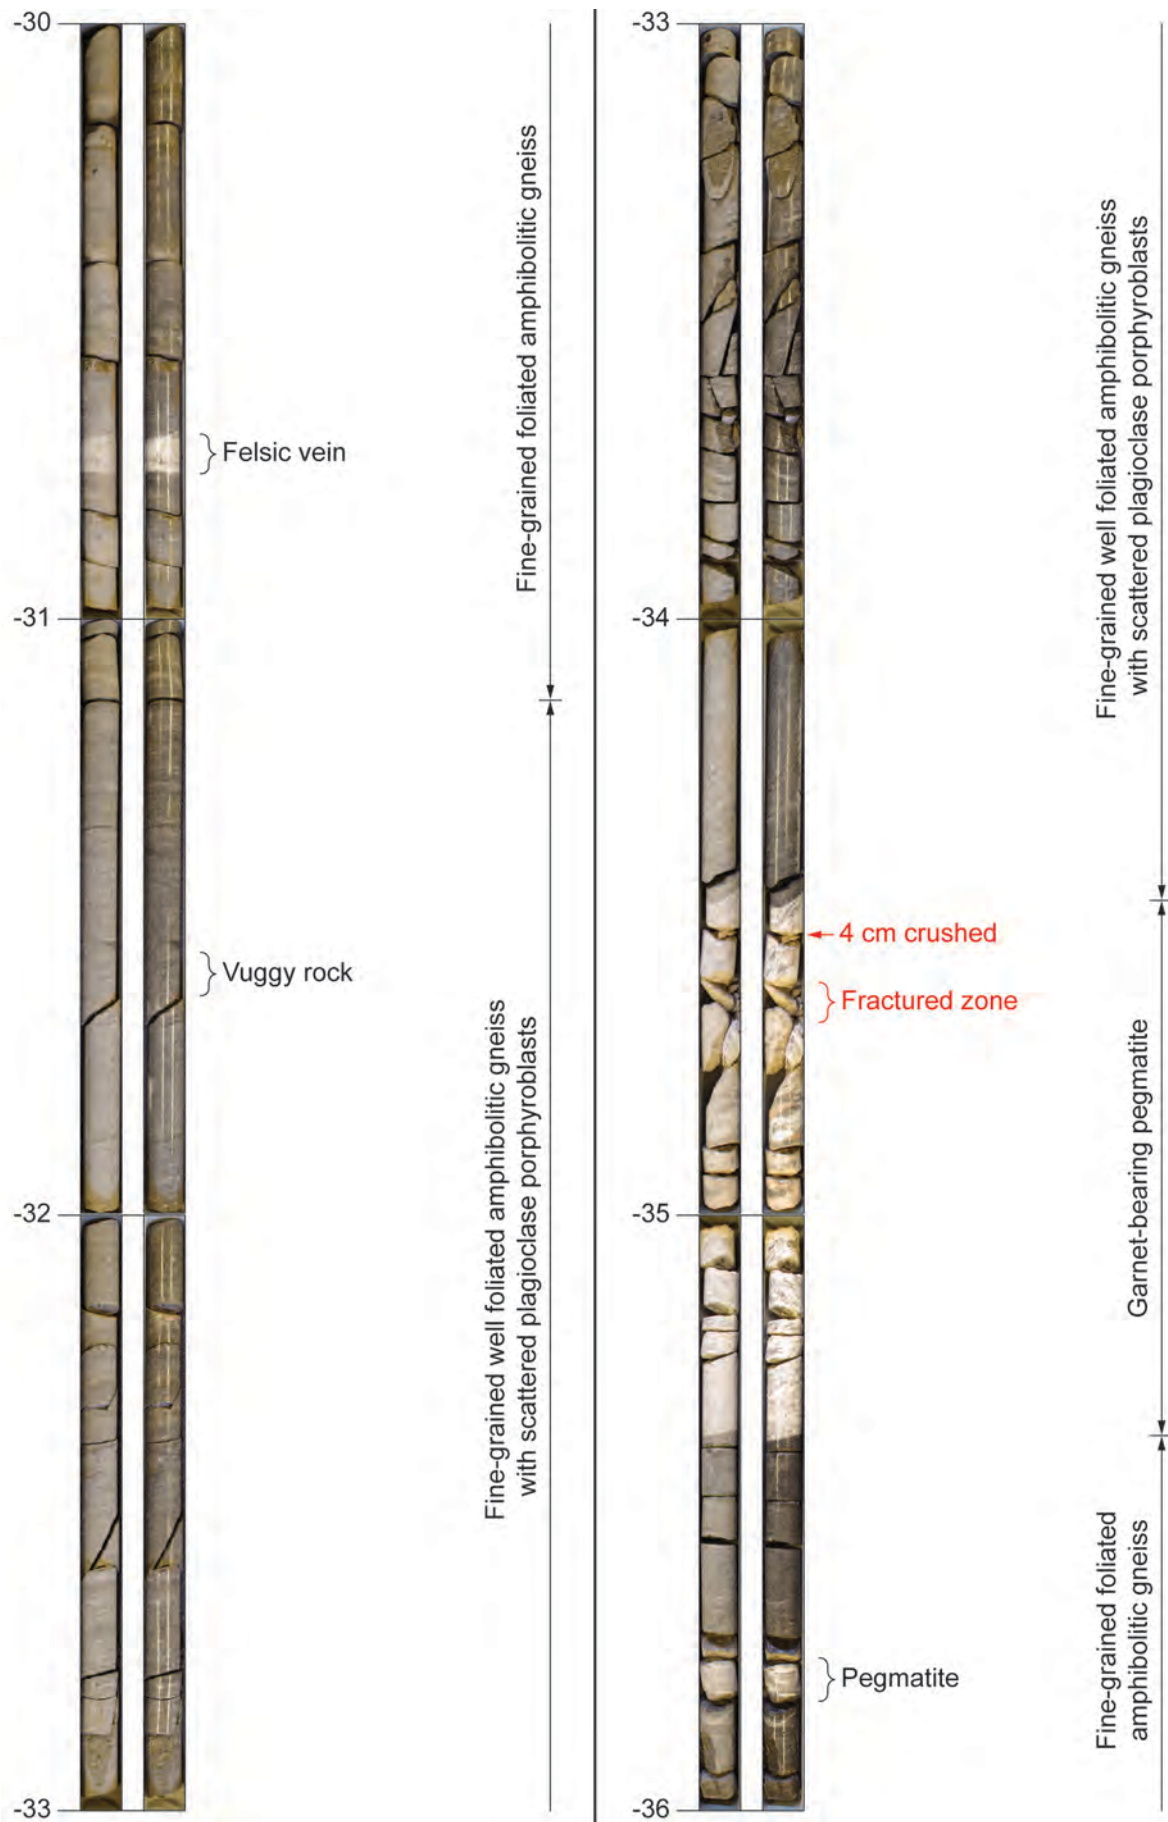 -30
-31
-32
-33
Felsic vein
Vuggy rock
Fine-grained foliated amphibolitic gneiss
Fine-grained well foliated amphibolitic gneiss
with scattered plagioclase porphyroblasts
-33
-34
-35
-36
4 cm crushed
Fractured zone
Pegmatite
Fine-grained well foliated amphibolitic gneiss
with scattered plagioclase porphyroblasts
Garnet-bearing pegmatite
Fine-grained foliated
amphibolitic gneiss